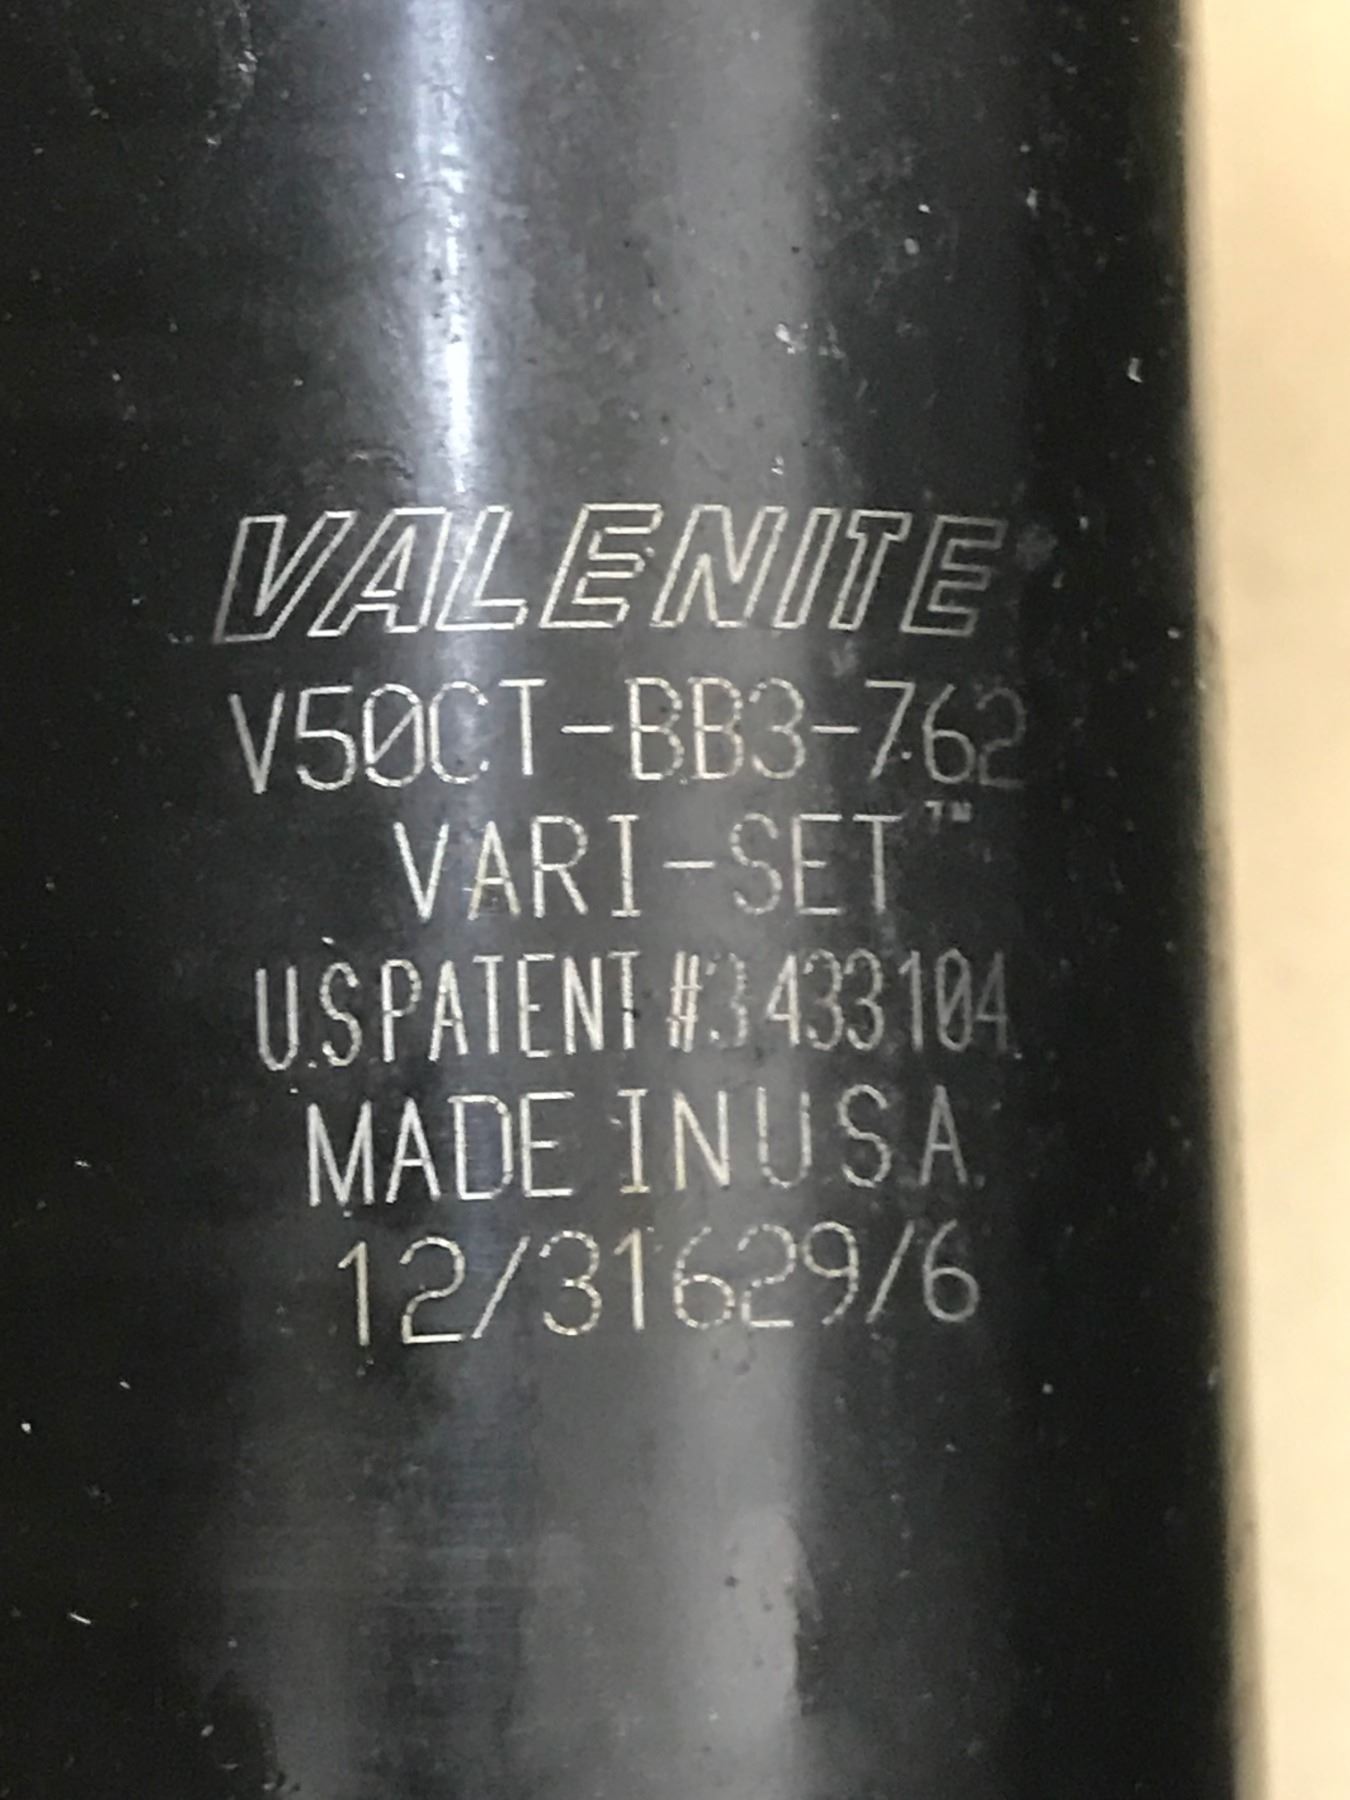 VALENITE
V50CT-BB3-762
VARI-SET™
U.S.PATENT #3433104
MADE IN U.S.A.
12/31629/6